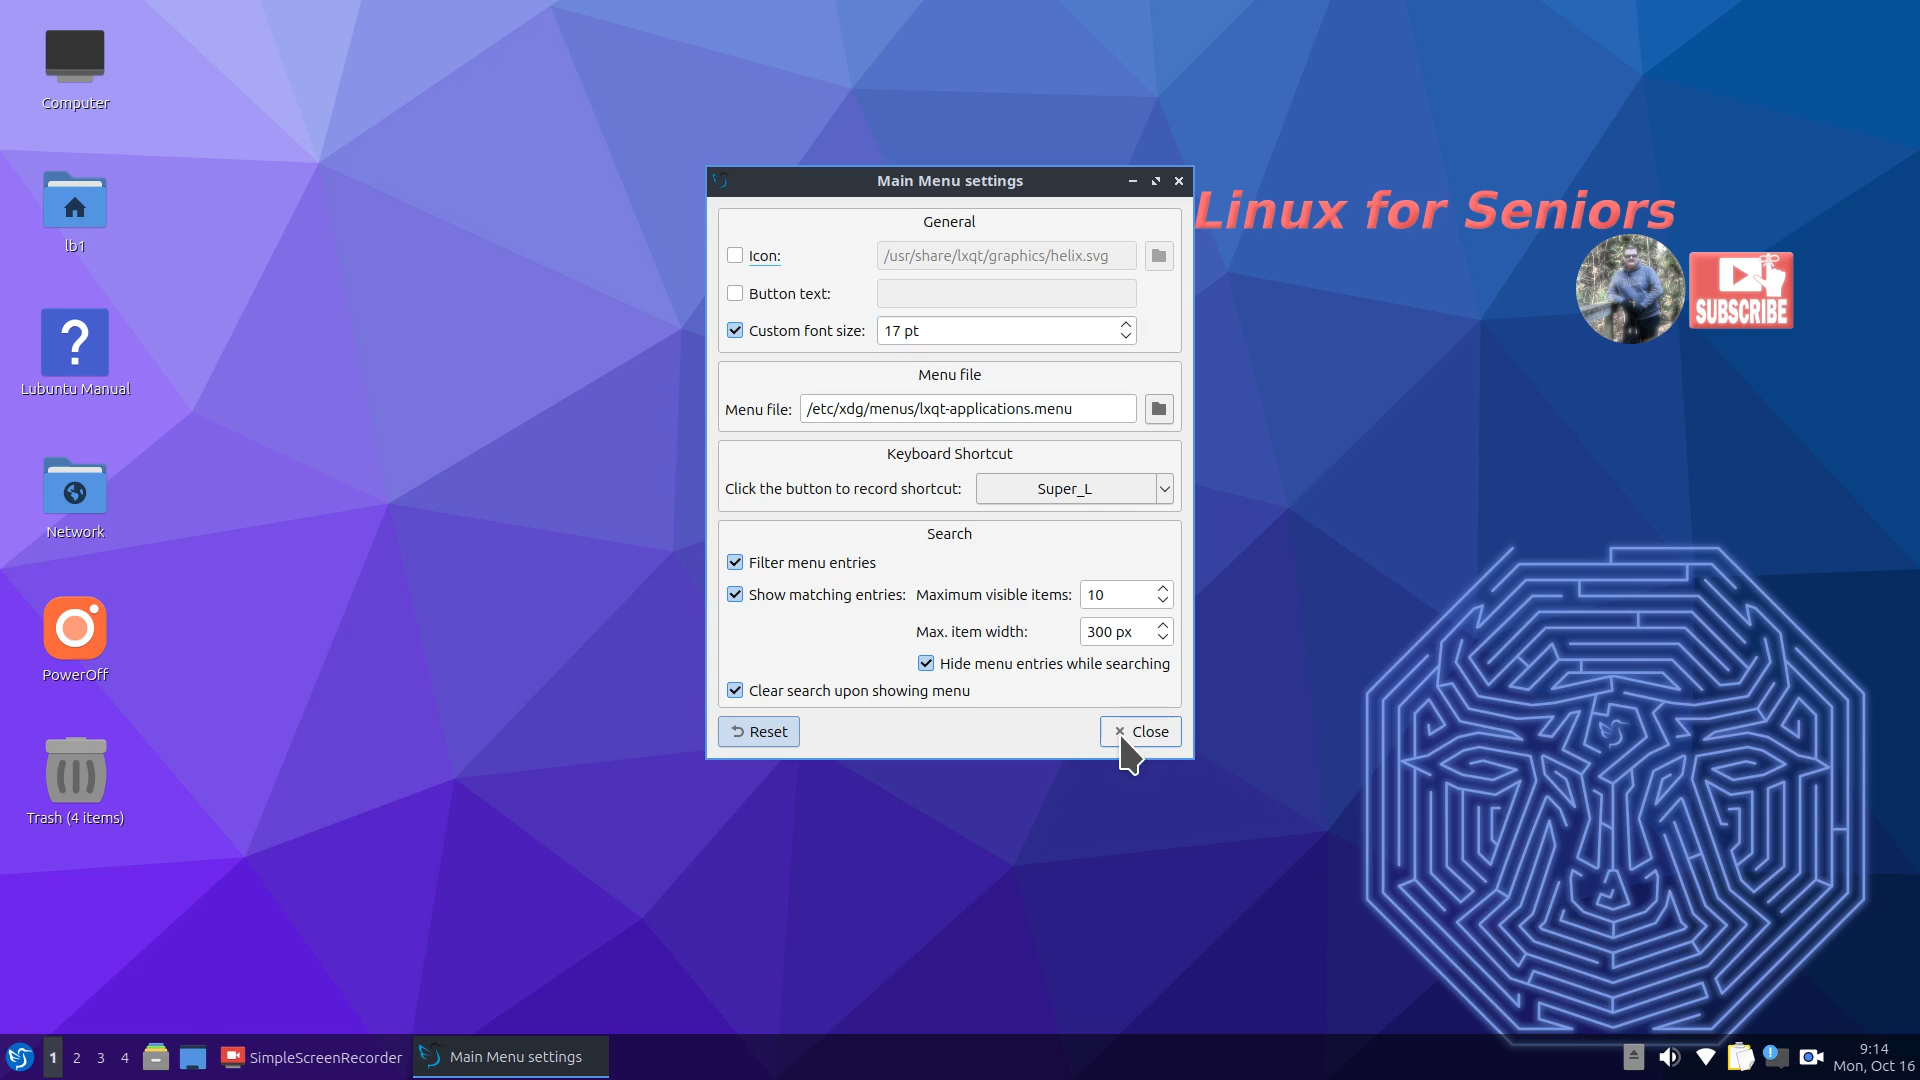 Computer
lb1
Lubuntu Manual
Network
PowerOff
Trash (4 items)
Main Menu settings
General
Icon:
/usr/share/lxqt/graphics/helix.svg
Button text:
Custom font size:
17 pt
Menu file
Menu file:
/etc/xdg/menus/lxqt-applications.menu
Keyboard Shortcut
Click the button to record shortcut:
Super_L
Search
Filter menu entries
Show matching entries:
Maximum visible items:
10
Max. item width:
300 px
Hide menu entries while searching
Clear search upon showing menu
Reset
Close
Linux for Seniors
SUBSCRIBE
1
2
3
4
SimpleScreenRecorder
Main Menu settings
9:14
Mon, Oct 16